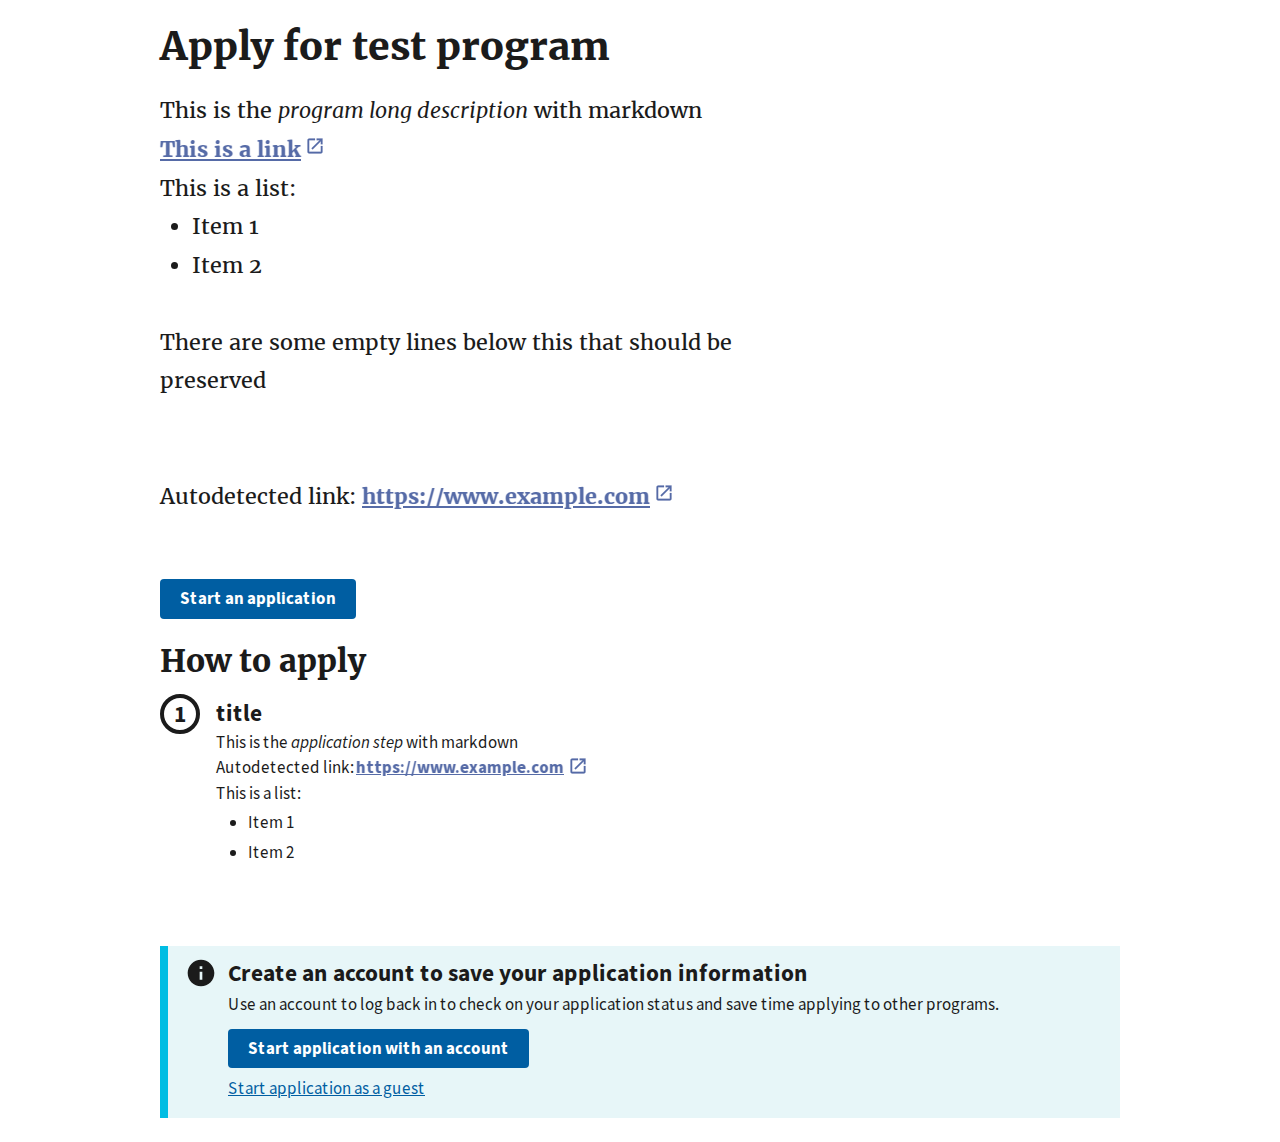 Apply for test program
This is the program long description with markdown
This is a link
This is a list:
Item 1
Item 2
There are some empty lines below this that should be
preserved
Autodetected link: https://www.example.com
Start an application
How to apply
1 title
This is the application step with markdown
Autodetected link: https://www.example.com
This is a list:
Item 1
Item 2
Create an account to save your application information
Use an account to log back in to check on your application status and save time applying to other programs.
Start application with an account
Start application as a guest